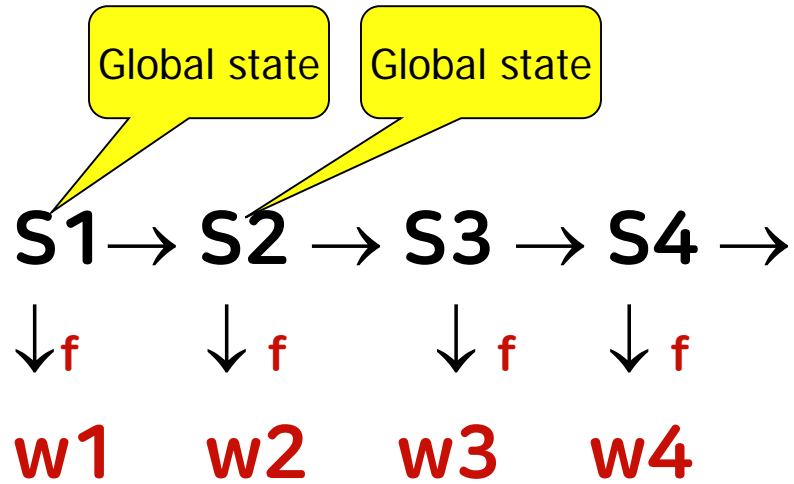 Global state Global state
S1 → S2 → S3 → S4 →
↓ f ↓ f ↓ f ↓ f
w1 w2 w3 w4